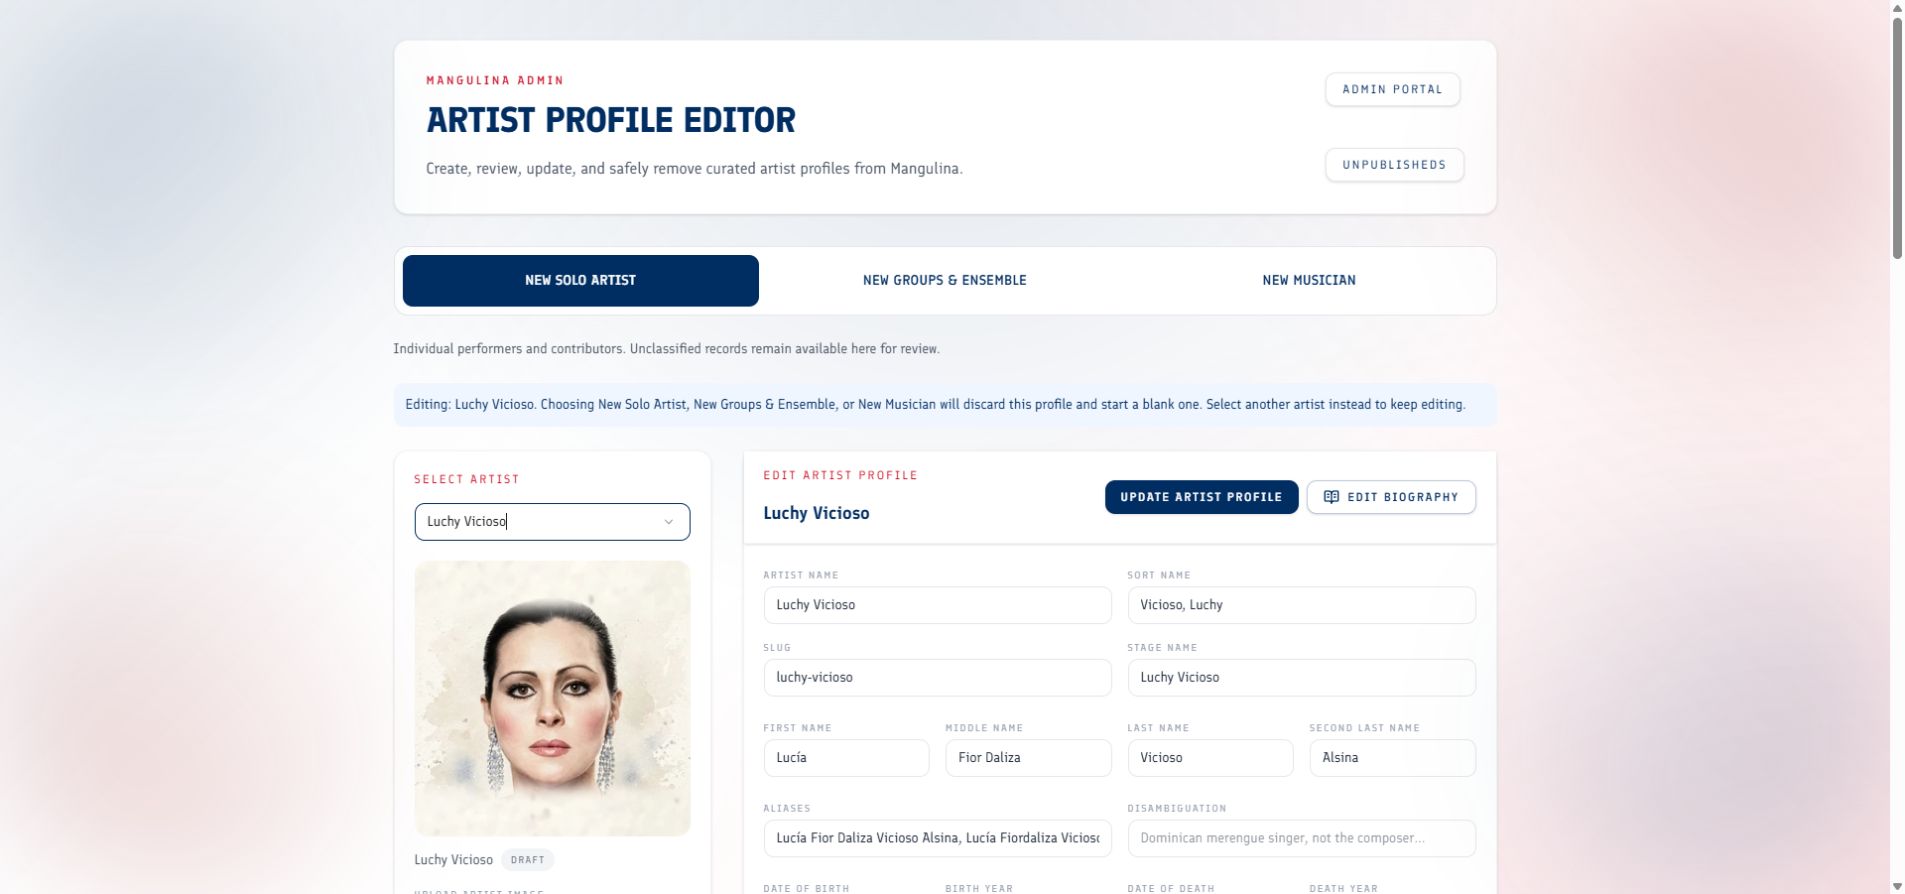 MANGULINA ADMIN
ARTIST PROFILE EDITOR
Create, review, update, and safely remove curated artist profiles from Mangulina.
ADMIN PORTAL
UNPUBLISHEDS
NEW SOLO ARTIST
NEW GROUPS & ENSEMBLE
NEW MUSICIAN
Individual performers and contributors. Unclassified records remain available here for review.
Editing: Luchy Vicioso. Choosing New Solo Artist, New Groups & Ensemble, or New Musician will discard this profile and start a blank one. Select another artist instead to keep editing.
SELECT ARTIST
Luchy Vicioso
Luchy Vicioso DRAFT
UPLOAD ARTIST IMAGE
EDIT ARTIST PROFILE
Luchy Vicioso
UPDATE ARTIST PROFILE
EDIT BIOGRAPHY
ARTIST NAME
Luchy Vicioso
SORT NAME
Vicioso, Luchy
SLUG
luchy-vicioso
STAGE NAME
Luchy Vicioso
FIRST NAME
Lucía
MIDDLE NAME
Fior Daliza
LAST NAME
Vicioso
SECOND LAST NAME
Alsina
ALIASES
Lucía Fior Daliza Vicioso Alsina, Lucía Fiordaliza Vicioso
DISAMBIGUATION
Dominican merengue singer, not the composer...
DATE OF BIRTH
BIRTH YEAR
DATE OF DEATH
DEATH YEAR